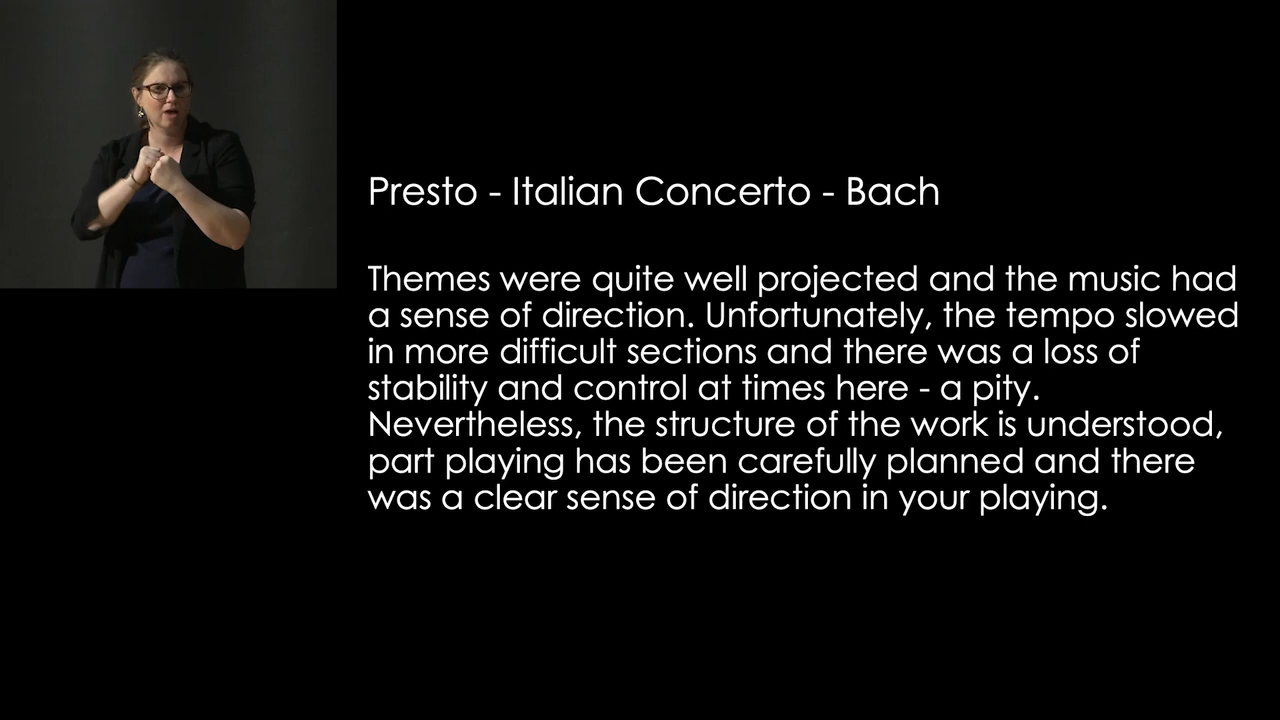 Presto - Italian Concerto - Bach
Themes were quite well projected and the music had
a sense of direction. Unfortunately, the tempo slowed
in more difficult sections and there was a loss of
stability and control at times here - a pity.
Nevertheless, the structure of the work is understood,
part playing has been carefully planned and there
was a clear sense of direction in your playing.